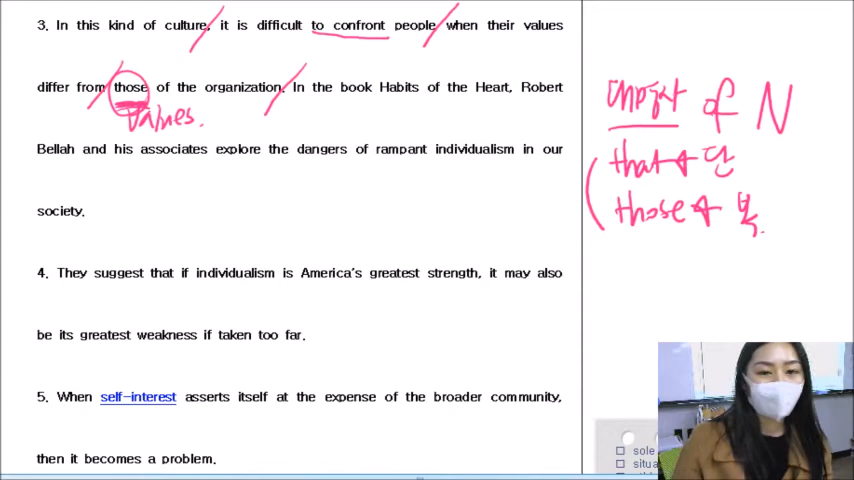 3. In this kind of culture, it is difficult to confront people when their values
differ from those of the organization. In the book Habits of the Heart, Robert
values.
Bellah and his associates explore the dangers of rampant individualism in our
society.
4. They suggest that if individualism is America's greatest strength, it may also
be its greatest weakness if taken too far.
5. When self-interest asserts itself at the expense of the broader community,
then it becomes a problem.
대명사 of N
that 단
those 복
sole
situa